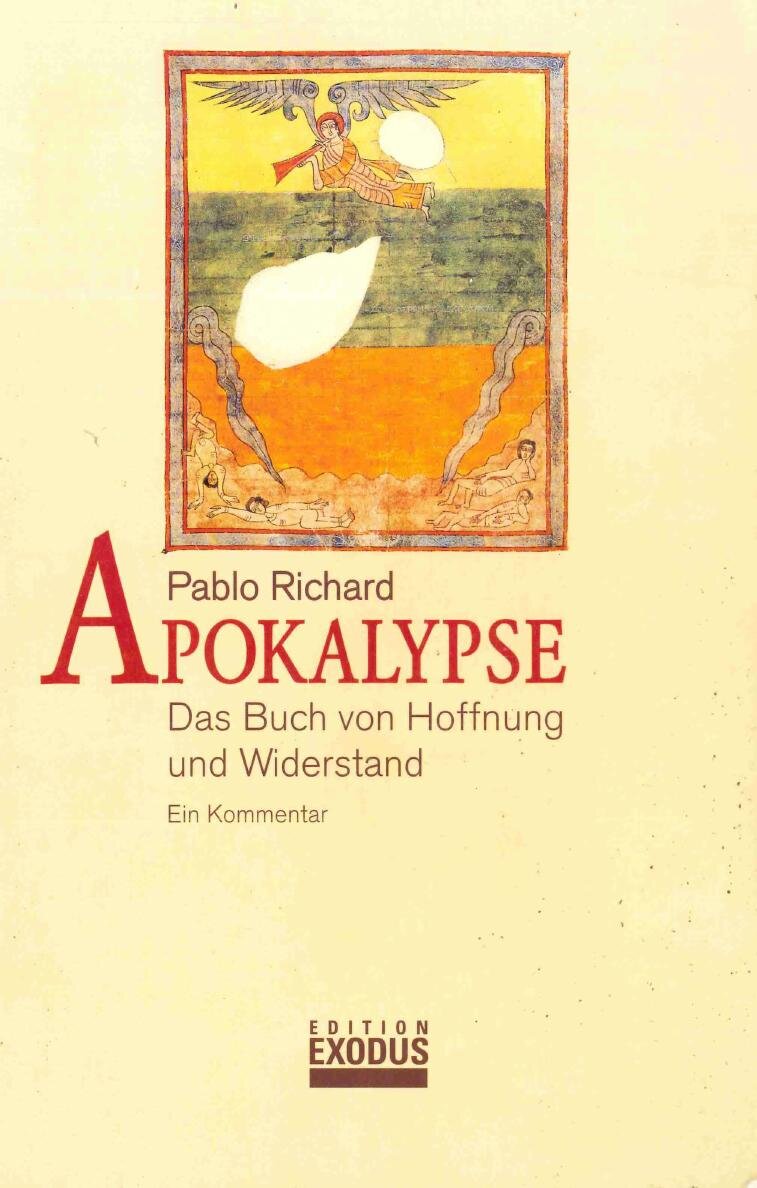 Pablo Richard
APOKALYPSE
Das Buch von Hoffnung
und Widerstand
Ein Kommentar
EDITION
EXODUS